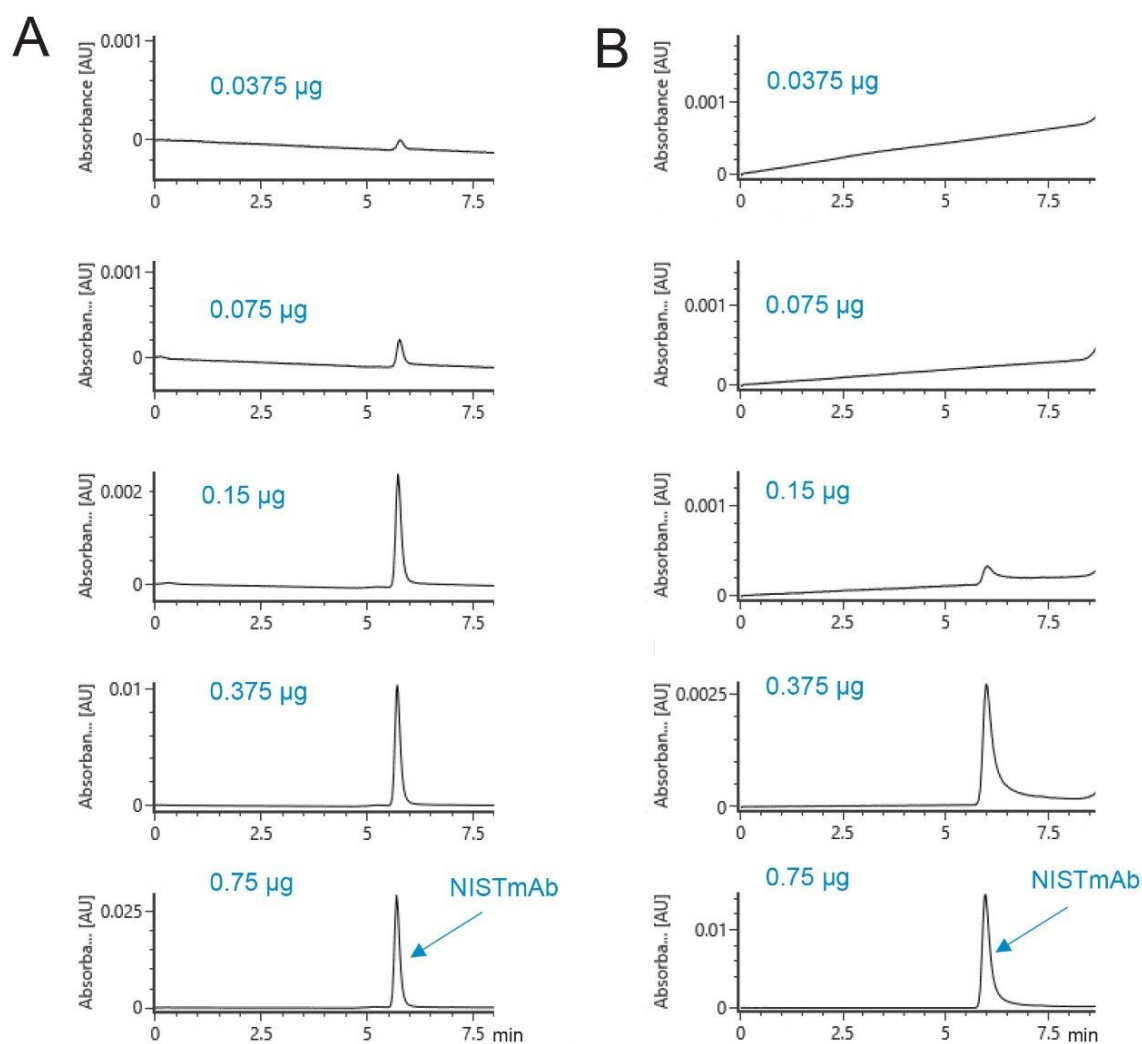 A
B
Absorbance [AU]
0.001
0
0.0375 µg
0 2.5 5 7.5
Absorbance [AU]
0.001
0
0.0375 µg
0 2.5 5 7.5
Absorban... [AU]
0.001
0
0.075 µg
0 2.5 5 7.5
Absorban... [AU]
0.001
0
0.075 µg
0 2.5 5 7.5
Absorban... [AU]
0.002
0
0.15 µg
0 2.5 5 7.5
Absorban... [AU]
0.001
0
0.15 µg
0 2.5 5 7.5
Absorban... [AU]
0.01
0
0.375 µg
0 2.5 5 7.5
Absorban... [AU]
0.0025
0
0.375 µg
0 2.5 5 7.5
Absorba... [AU]
0.025
0
0.75 µg
NISTmAb
0 2.5 5 7.5 min
Absorba... [AU]
0.01
0
0.75 µg
NISTmAb
0 2.5 5 7.5 min